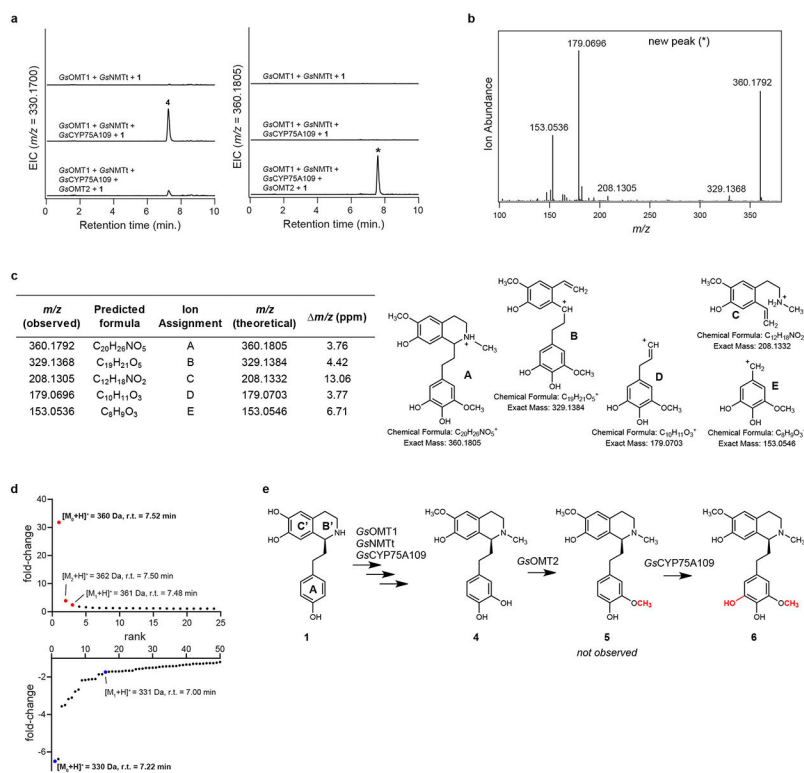 a
EIC (m/z = 330.1700)
GsOMT1 + GsNMTt + 1
4
GsOMT1 + GsNMTt +
GsCYP75A109 + 1
GsOMT1 + GsNMTt +
GsCYP75A109 +
GsOMT2 + 1
0 2 4 6 8 10
Retention time (min.)
EIC (m/z = 360.1805)
GsOMT1 + GsNMTt + 1
GsOMT1 + GsNMTt +
GsCYP75A109 + 1
*
GsOMT1 + GsNMTt +
GsCYP75A109 +
GsOMT2 + 1
0 2 4 6 8 10
Retention time (min.)
b
Ion Abundance
179.0696
new peak (*)
360.1792
153.0536
208.1305
329.1368
100 150 200 250 300 350
m/z
c
m/z (observed) Predicted formula Ion Assignment m/z (theoretical) Δm/z (ppm)
360.1792 C20H26NO5 A 360.1805 3.76
329.1368 C19H21O5 B 329.1384 4.42
208.1305 C12H18NO2 C 208.1332 13.06
179.0696 C10H11O3 D 179.0703 3.77
153.0536 C8H9O3 E 153.0546 6.71
H3CO
HO
NH
+
CH3
A
OCH3
OH
OH
Chemical Formula: C20H26NO5+
Exact Mass: 360.1805
H3CO
CH2
HO
+
B
OCH3
OH
OH
Chemical Formula: C19H21O5+
Exact Mass: 329.1384
H3CO
HO
+
H2N
CH3
CH2
C
Chemical Formula: C12H18NO2+
Exact Mass: 208.1332
+
CH
D
HO
OCH3
OH
Chemical Formula: C10H11O3+
Exact Mass: 179.0703
+
CH2
E
HO
OCH3
OH
Chemical Formula: C8H9O3+
Exact Mass: 153.0546
d
fold-change
40
30
20
10
0
[M0+H]+ = 360 Da, r.t. = 7.52 min
[M2+H]+ = 362 Da, r.t. = 7.50 min
[M1+H]+ = 361 Da, r.t. = 7.48 min
0 5 10 15 20 25
rank
0 10 20 30 40 50
fold-change
-2
-4
-6
[M1+H]+ = 331 Da, r.t. = 7.00 min
[M0+H]+ = 330 Da, r.t. = 7.22 min
e
H3CO
HO
C' B'
NH
A
OH
1
GsOMT1
GsNMTt
GsCYP75A109
H3CO
HO
N
CH3
OH
OH
4
GsOMT2
H3CO
HO
N
CH3
OCH3
OH
5
not observed
GsCYP75A109
H3CO
HO
N
CH3
HO
OCH3
OH
6